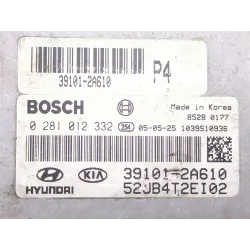 39101-2A610 P4
BOSCH Made in Korea
8528 0177
0 281 012 332 254 05-05-25 1039S10936
HYUNDAI KIA 39101-2A610
52JB4T2EI02